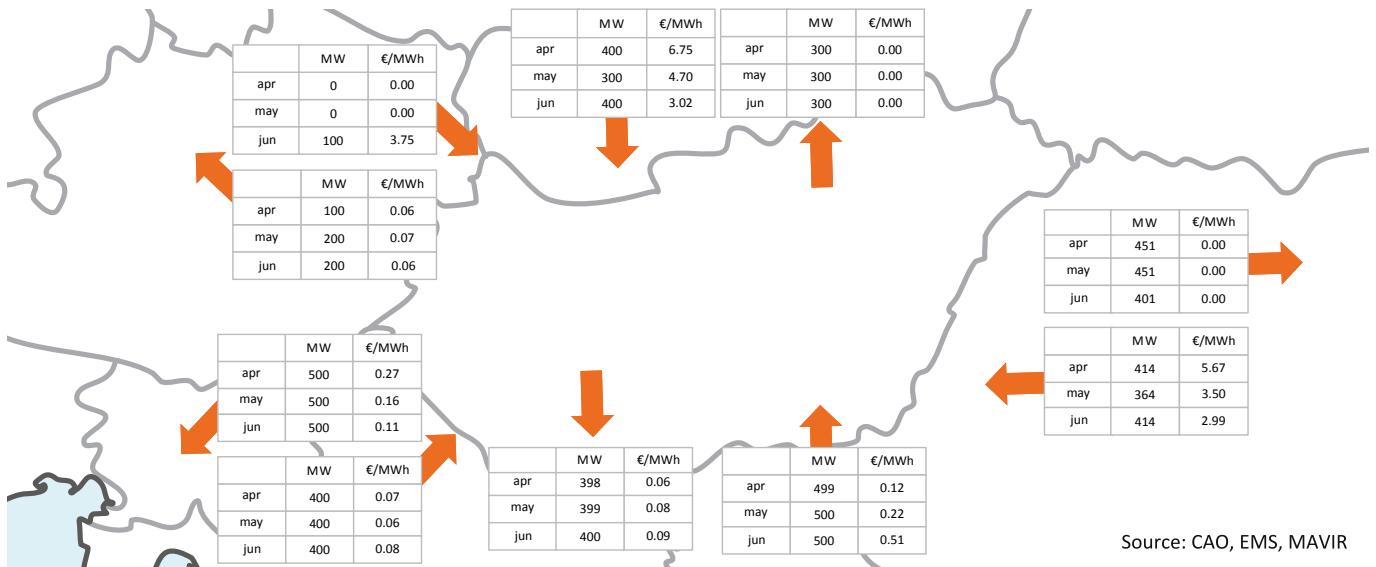 MW €/MWh
apr 0 0.00
may 0 0.00
jun 100 3.75
MW €/MWh
apr 400 6.75
may 300 4.70
jun 400 3.02
MW €/MWh
apr 300 0.00
may 300 0.00
jun 300 0.00
MW €/MWh
apr 100 0.06
may 200 0.07
jun 200 0.06
MW €/MWh
apr 451 0.00
may 451 0.00
jun 401 0.00
MW €/MWh
apr 414 5.67
may 364 3.50
jun 414 2.99
MW €/MWh
apr 500 0.27
may 500 0.16
jun 500 0.11
MW €/MWh
apr 400 0.07
may 400 0.06
jun 400 0.08
MW €/MWh
apr 398 0.06
may 399 0.08
jun 400 0.09
MW €/MWh
apr 499 0.12
may 500 0.22
jun 500 0.51
Source: CAO, EMS, MAVIR